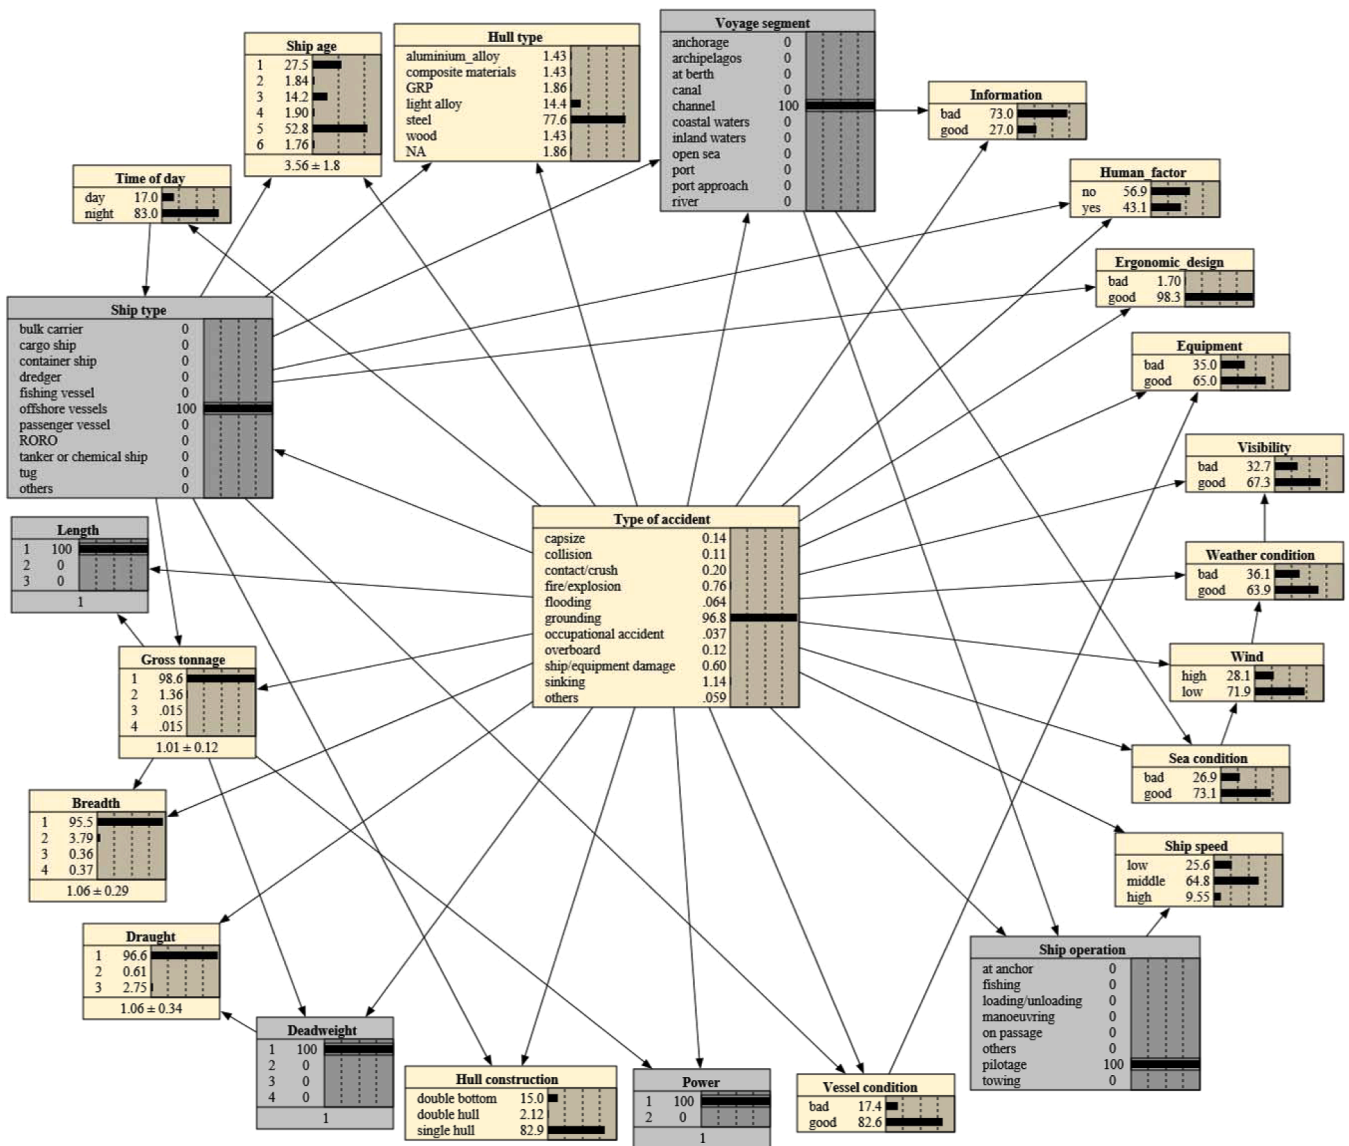 Ship age
1 27.5
2 1.84
3 14.2
4 1.90
5 52.8
6 1.76
3.56 ± 1.8
Hull type
aluminium_alloy 1.43
composite materials 1.43
GRP 1.86
light alloy 14.4
steel 77.6
wood 1.43
NA 1.86
Voyage segment
anchorage 0
archipelagos 0
at berth 0
canal 0
channel 100
coastal waters 0
inland waters 0
open sea 0
port 0
port approach 0
river 0
Information
bad 73.0
good 27.0
Time of day
day 17.0
night 83.0
Human_factor
no 56.9
yes 43.1
Ergonomic_design
bad 1.70
good 98.3
Ship type
bulk carrier 0
cargo ship 0
container ship 0
dredger 0
fishing vessel 0
offshore vessels 100
passenger vessel 0
RORO 0
tanker or chemical ship 0
tug 0
others 0
Equipment
bad 35.0
good 65.0
Visibility
bad 32.7
good 67.3
Length
1 100
2 0
3 0
1
Type of accident
capsize 0.14
collision 0.11
contact/crush 0.20
fire/explosion 0.76
flooding .064
grounding 96.8
occupational accident .037
overboard 0.12
ship/equipment damage 0.60
sinking 1.14
others .059
Weather condition
bad 36.1
good 63.9
Gross tonnage
1 98.6
2 1.36
3 .015
4 .015
1.01 ± 0.12
Wind
high 28.1
low 71.9
Sea condition
bad 26.9
good 73.1
Breadth
1 95.5
2 3.79
3 0.36
4 0.37
1.06 ± 0.29
Ship speed
low 25.6
middle 64.8
high 9.55
Draught
1 96.6
2 0.61
3 2.75
1.06 ± 0.34
Ship operation
at anchor 0
fishing 0
loading/unloading 0
manoeuvring 0
on passage 0
others 0
pilotage 100
towing 0
Deadweight
1 100
2 0
3 0
4 0
1
Hull construction
double bottom 15.0
double hull 2.12
single hull 82.9
Power
1 100
2 0
1
Vessel condition
bad 17.4
good 82.6